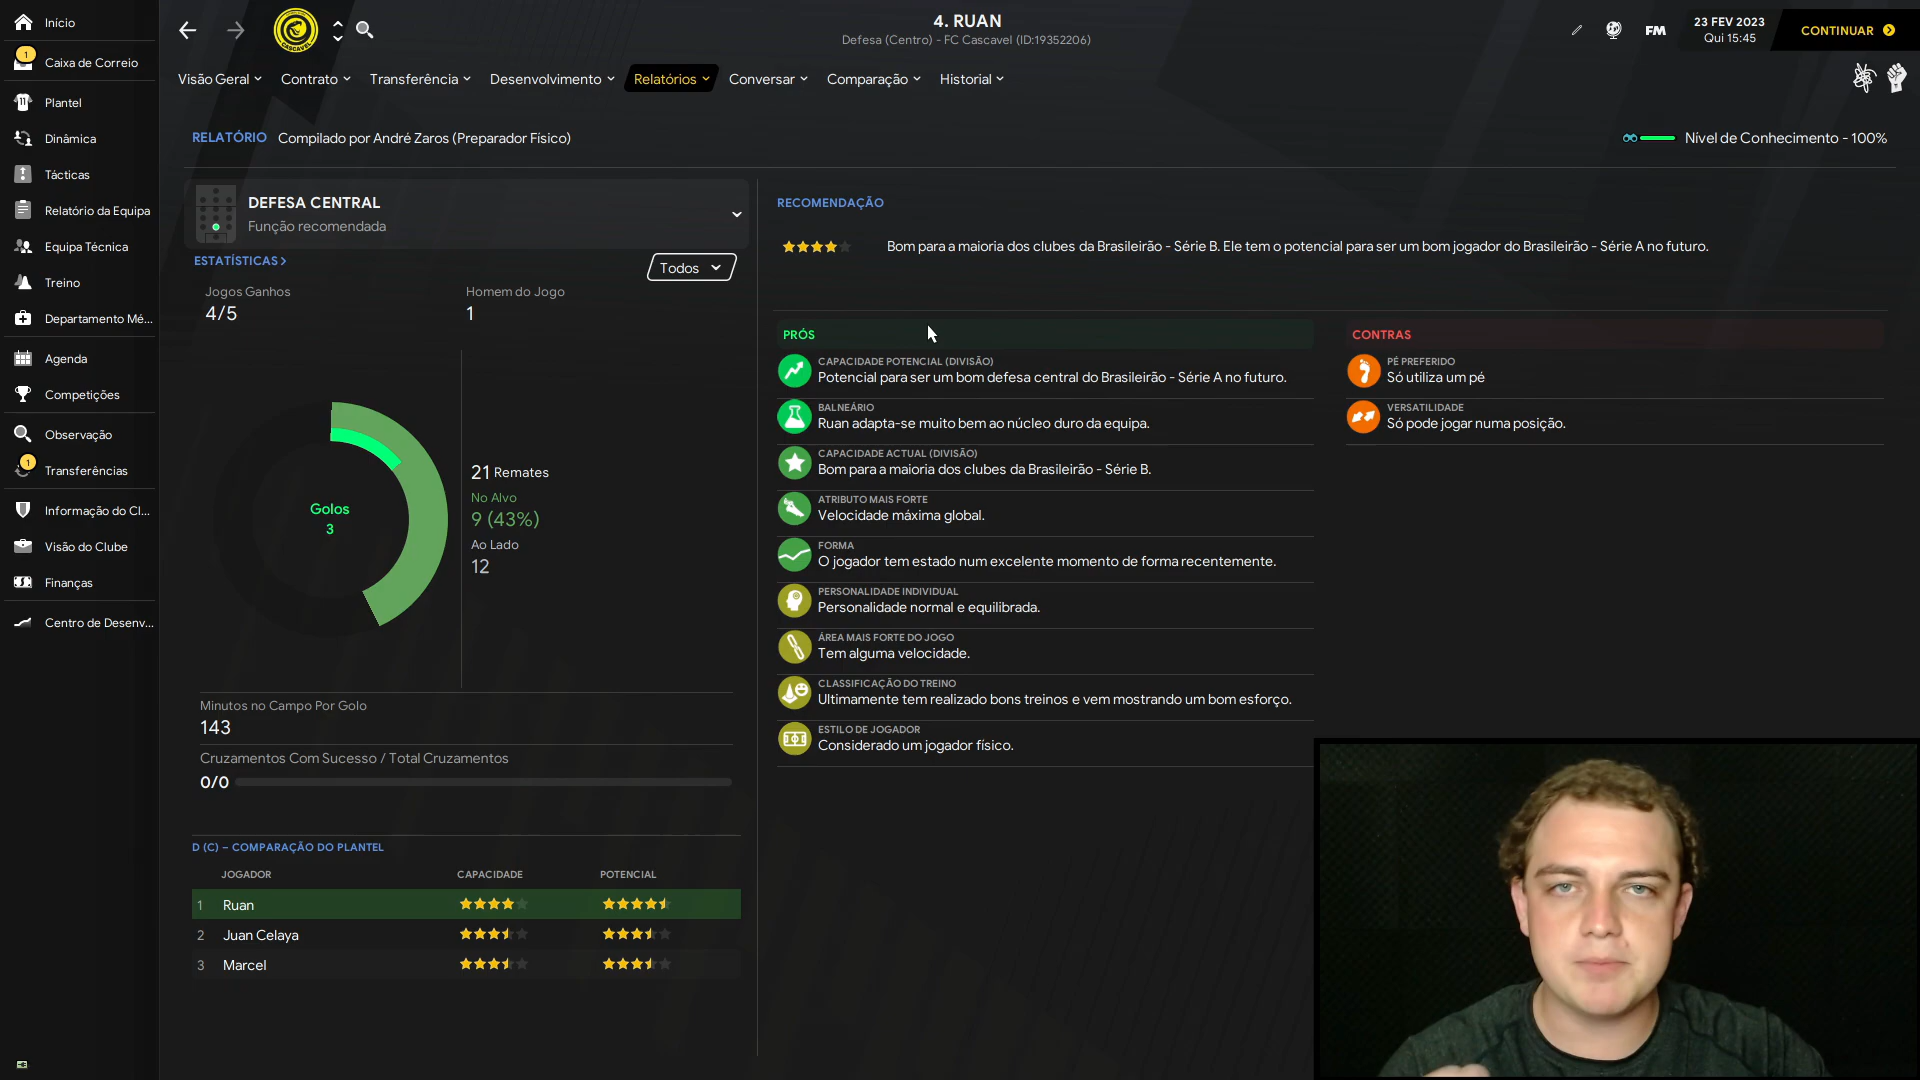 Início
1
Caixa de Correio
Plantel
Dinâmica
Tácticas
Relatório da Equipa
Equipa Técnica
Treino
Departamento Mé...
Agenda
Competições
Observação
1
Transferências
Informação do Cl...
Visão do Clube
Finanças
Centro de Desenv...
CASCAVEL
4. RUAN
Defesa (Centro) - FC Cascavel (ID:19352206)
FM
23 FEV 2023
Qui 15:45
CONTINUAR
Visão Geral
Contrato
Transferência
Desenvolvimento
Relatórios
Conversar
Comparação
Historial
RELATÓRIO Compilado por André Zaros (Preparador Físico)
Nível de Conhecimento - 100%
DEFESA CENTRAL
Função recomendada
ESTATÍSTICAS >
Todos
Jogos Ganhos
4/5
Homem do Jogo
1
Golos
3
21 Remates
No Alvo
9 (43%)
Ao Lado
12
Minutos no Campo Por Golo
143
Cruzamentos Com Sucesso / Total Cruzamentos
0/0
D (C) – COMPARAÇÃO DO PLANTEL
JOGADOR CAPACIDADE POTENCIAL
1 Ruan
2 Juan Celaya
3 Marcel
RECOMENDAÇÃO
Bom para a maioria dos clubes da Brasileirão - Série B. Ele tem o potencial para ser um bom jogador do Brasileirão - Série A no futuro.
PRÓS
CAPACIDADE POTENCIAL (DIVISÃO)
Potencial para ser um bom defesa central do Brasileirão - Série A no futuro.
BALNEÁRIO
Ruan adapta-se muito bem ao núcleo duro da equipa.
CAPACIDADE ACTUAL (DIVISÃO)
Bom para a maioria dos clubes da Brasileirão - Série B.
ATRIBUTO MAIS FORTE
Velocidade máxima global.
FORMA
O jogador tem estado num excelente momento de forma recentemente.
PERSONALIDADE INDIVIDUAL
Personalidade normal e equilibrada.
ÁREA MAIS FORTE DO JOGO
Tem alguma velocidade.
CLASSIFICAÇÃO DO TREINO
Ultimamente tem realizado bons treinos e vem mostrando um bom esforço.
ESTILO DE JOGADOR
Considerado um jogador físico.
CONTRAS
PÉ PREFERIDO
Só utiliza um pé
VERSATILIDADE
Só pode jogar numa posição.